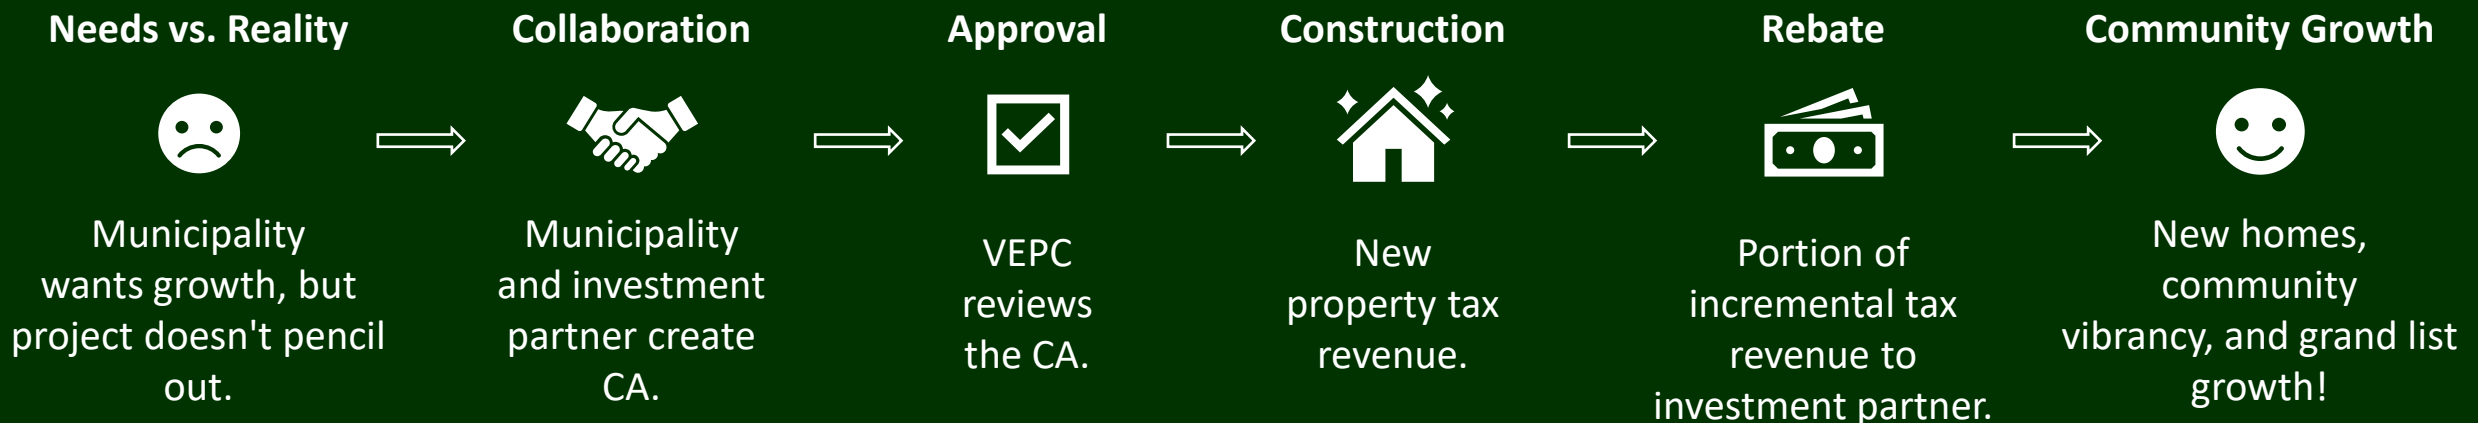 Needs vs. Reality
Municipality
wants growth, but
project doesn't pencil
out.
Collaboration
Municipality
and investment
partner create
CA.
Approval
VEPC
reviews
the CA.
Construction
New
property tax
revenue.
Rebate
Portion of
incremental tax
revenue to
investment partner.
Community Growth
New homes,
community
vibrancy, and grand list
growth!